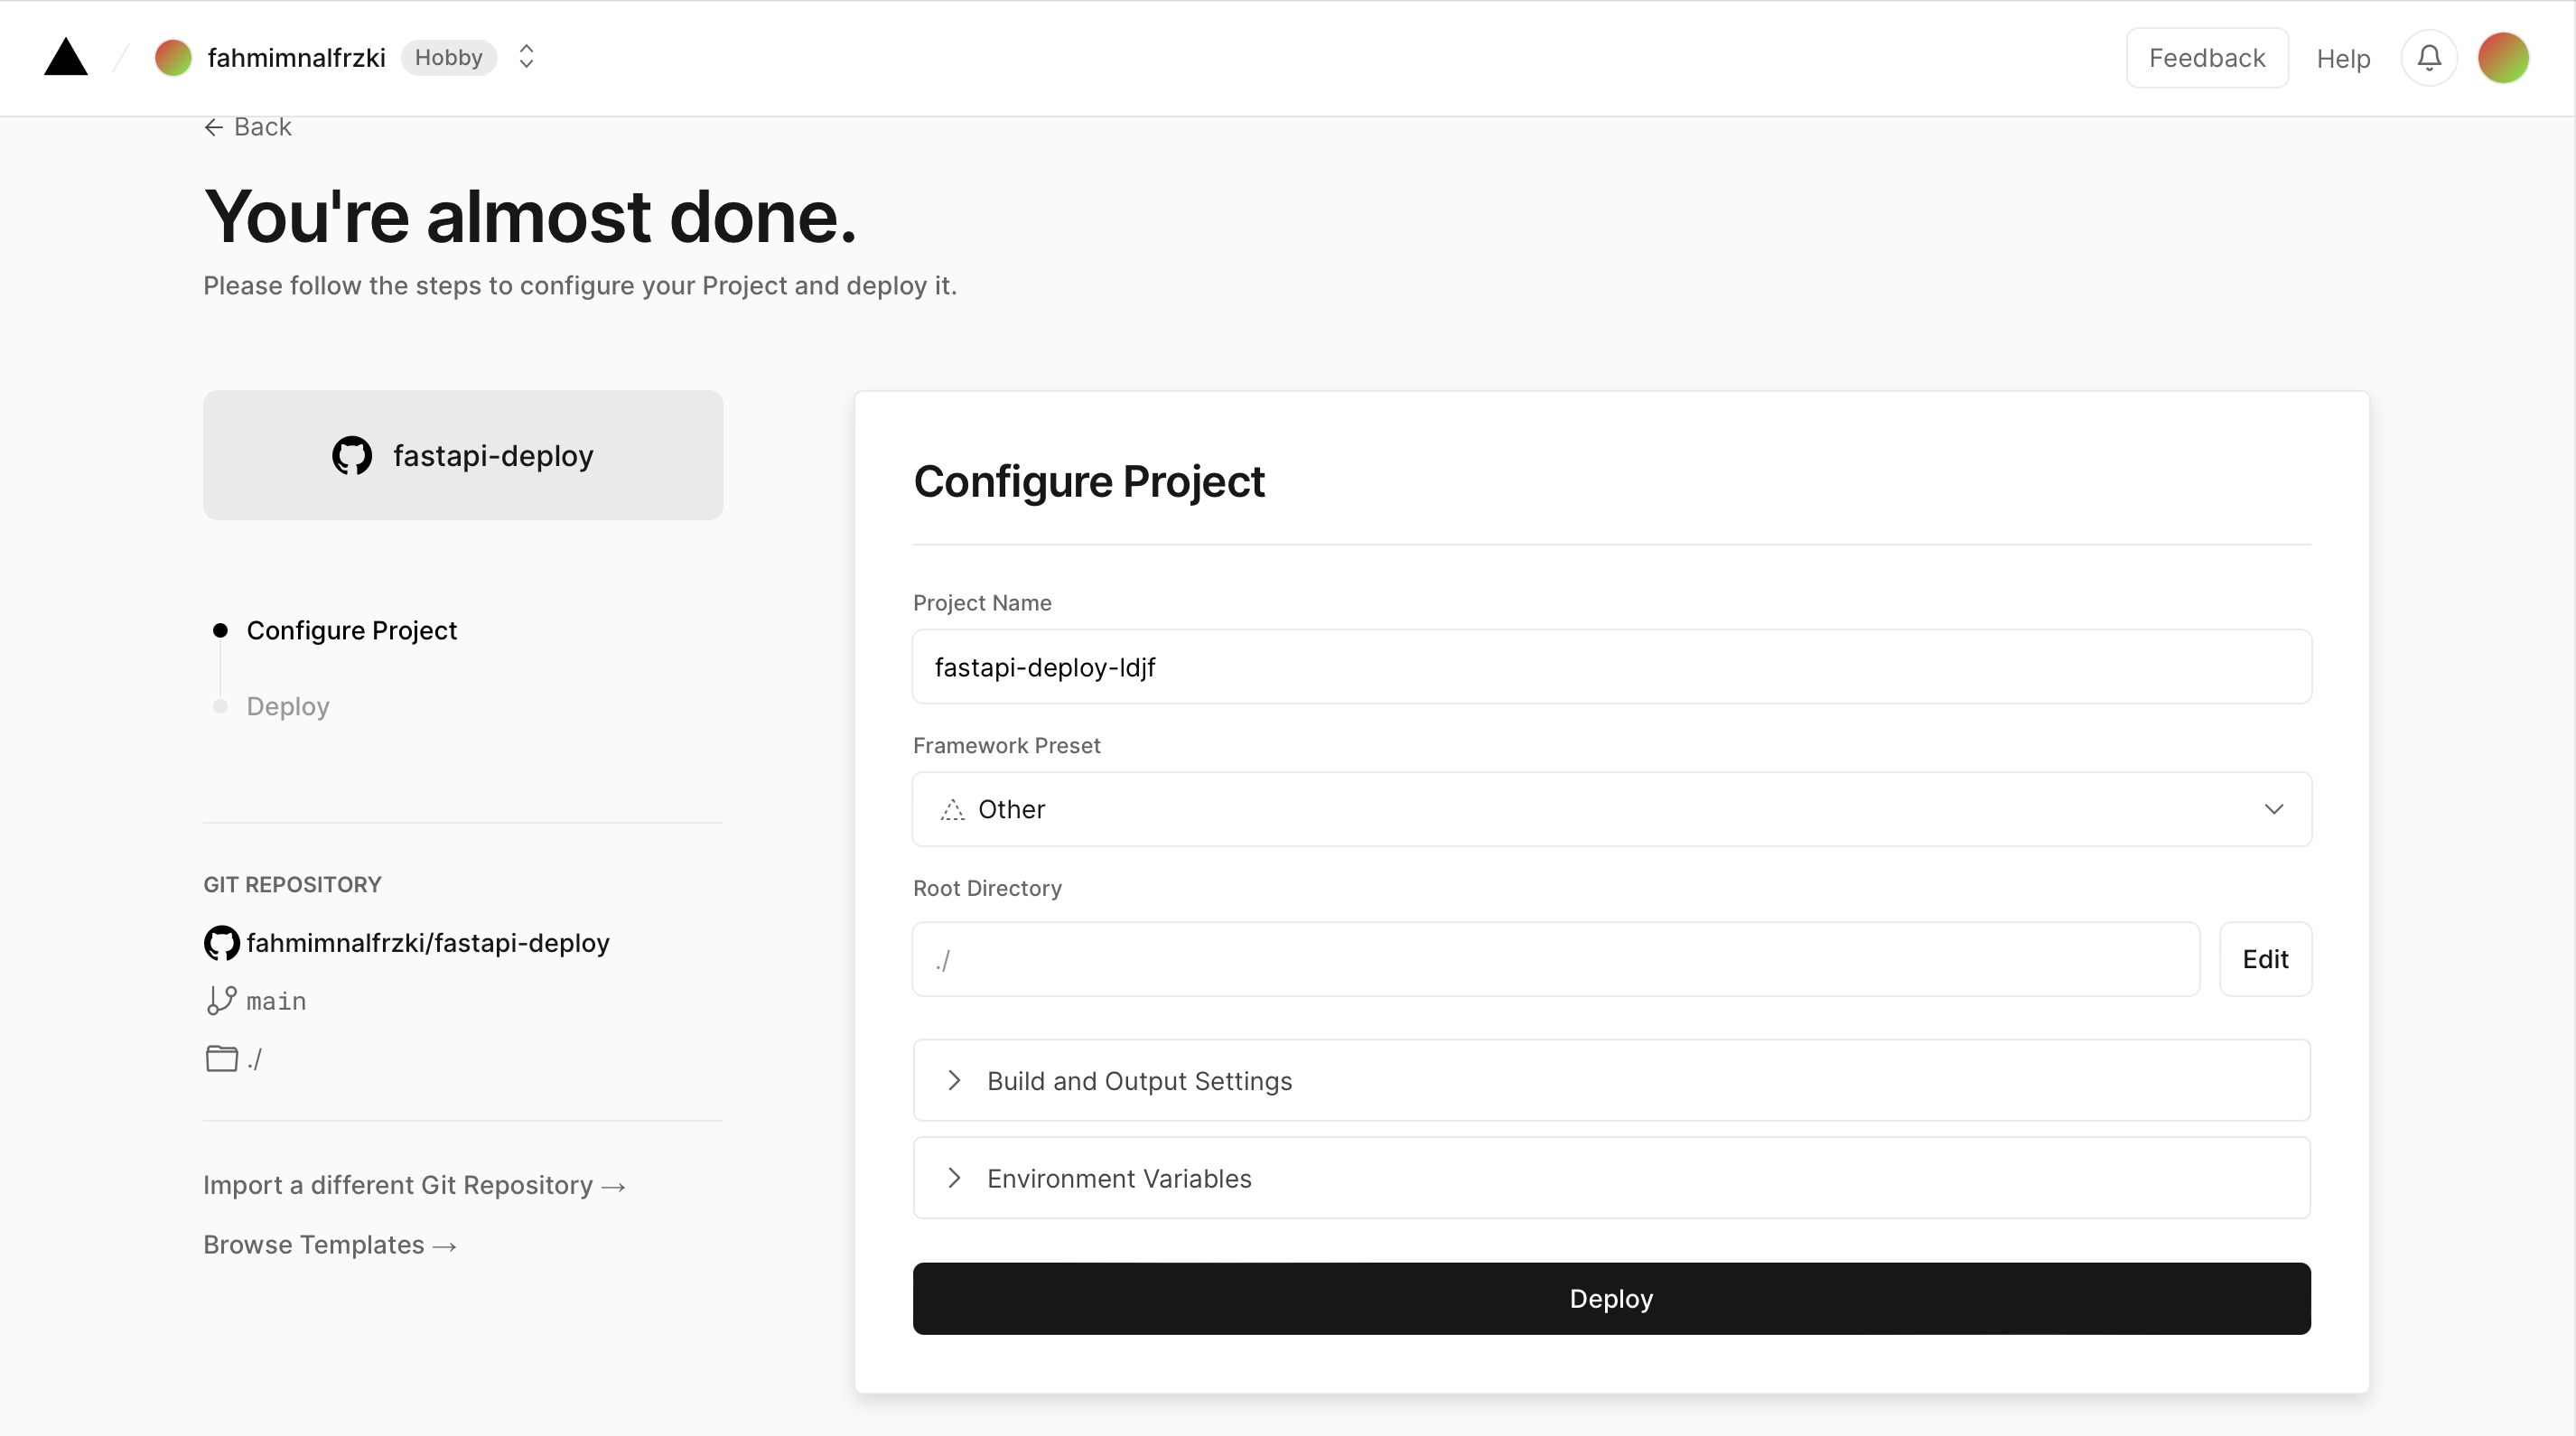 fahmimnalfrzki Hobby
Feedback Help
← Back
You're almost done.
Please follow the steps to configure your Project and deploy it.
fastapi-deploy
Configure Project
Deploy
GIT REPOSITORY
fahmimnalfrzki/fastapi-deploy
main
./
Import a different Git Repository →
Browse Templates →
Configure Project
Project Name
fastapi-deploy-ldjf
Framework Preset
Other
Root Directory
./ Edit
Build and Output Settings
Environment Variables
Deploy